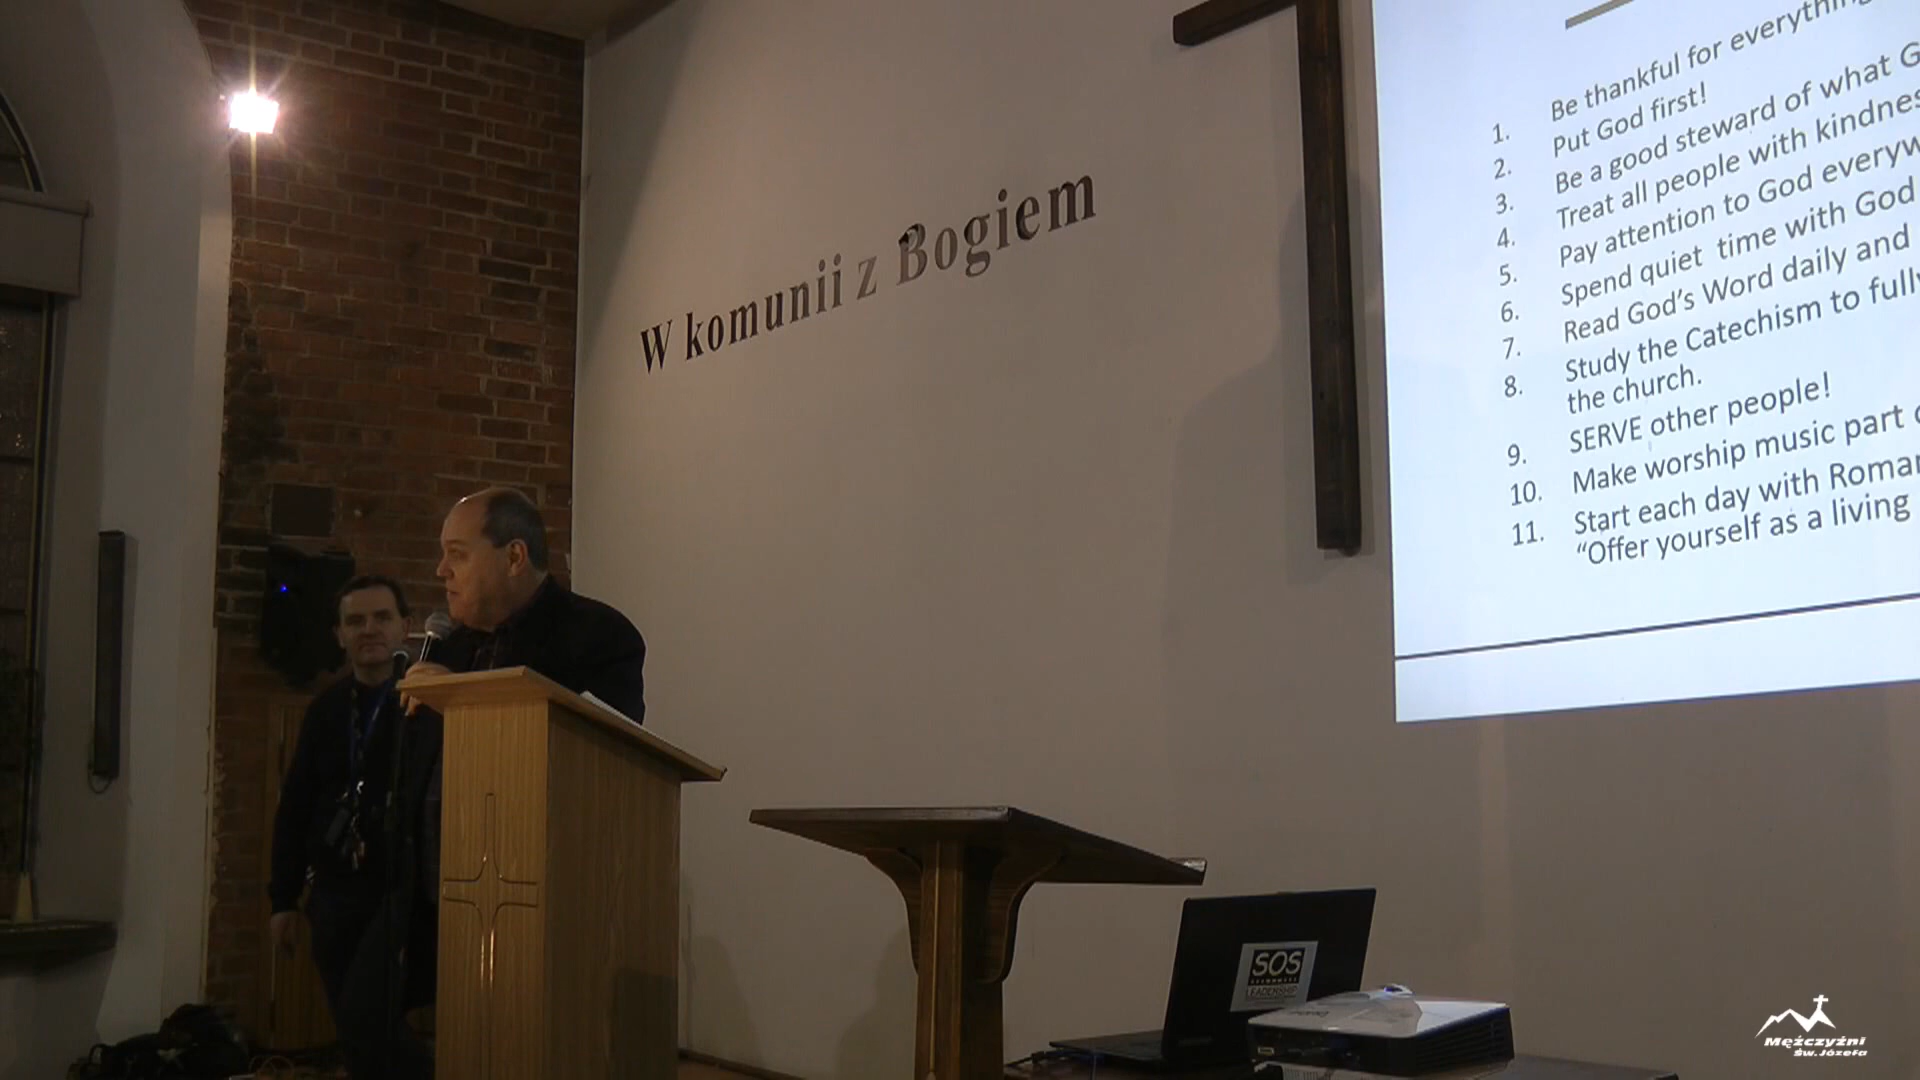 W komunii z Bogiem
1. Be thankful for everything
2. Put God first!
3. Be a good steward of what G
4. Treat all people with kindnes
5. Pay attention to God everyw
6. Spend quiet time with God
7. Read God's Word daily and
8. Study the Catechism to fully
the church.
9. SERVE other people!
10. Make worship music part
11. Start each day with Roman
"Offer yourself as a living
SOS
LEADERSHIP
Mężczyźni
Św. Józefa